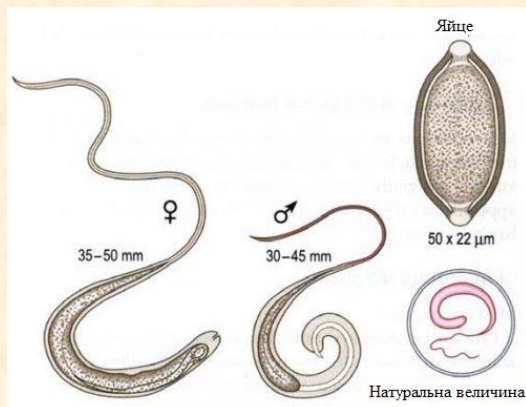 Яйце
♀
35–50 mm
♂
30–45 mm
50 x 22 µm
Натуральна величина